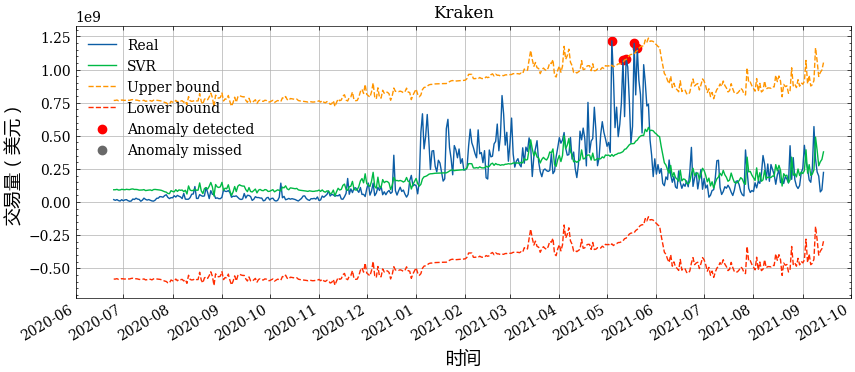 Kraken
1e9
Real
SVR
Upper bound
Lower bound
Anomaly detected
Anomaly missed
1.25
1.00
0.75
0.50
0.25
0.00
−0.25
−0.50
交易量（美元）
2020-06
2020-07
2020-08
2020-09
2020-10
2020-11
2020-12
2021-01
2021-02
2021-03
2021-04
2021-05
2021-06
2021-07
2021-08
2021-09
2021-10
时间